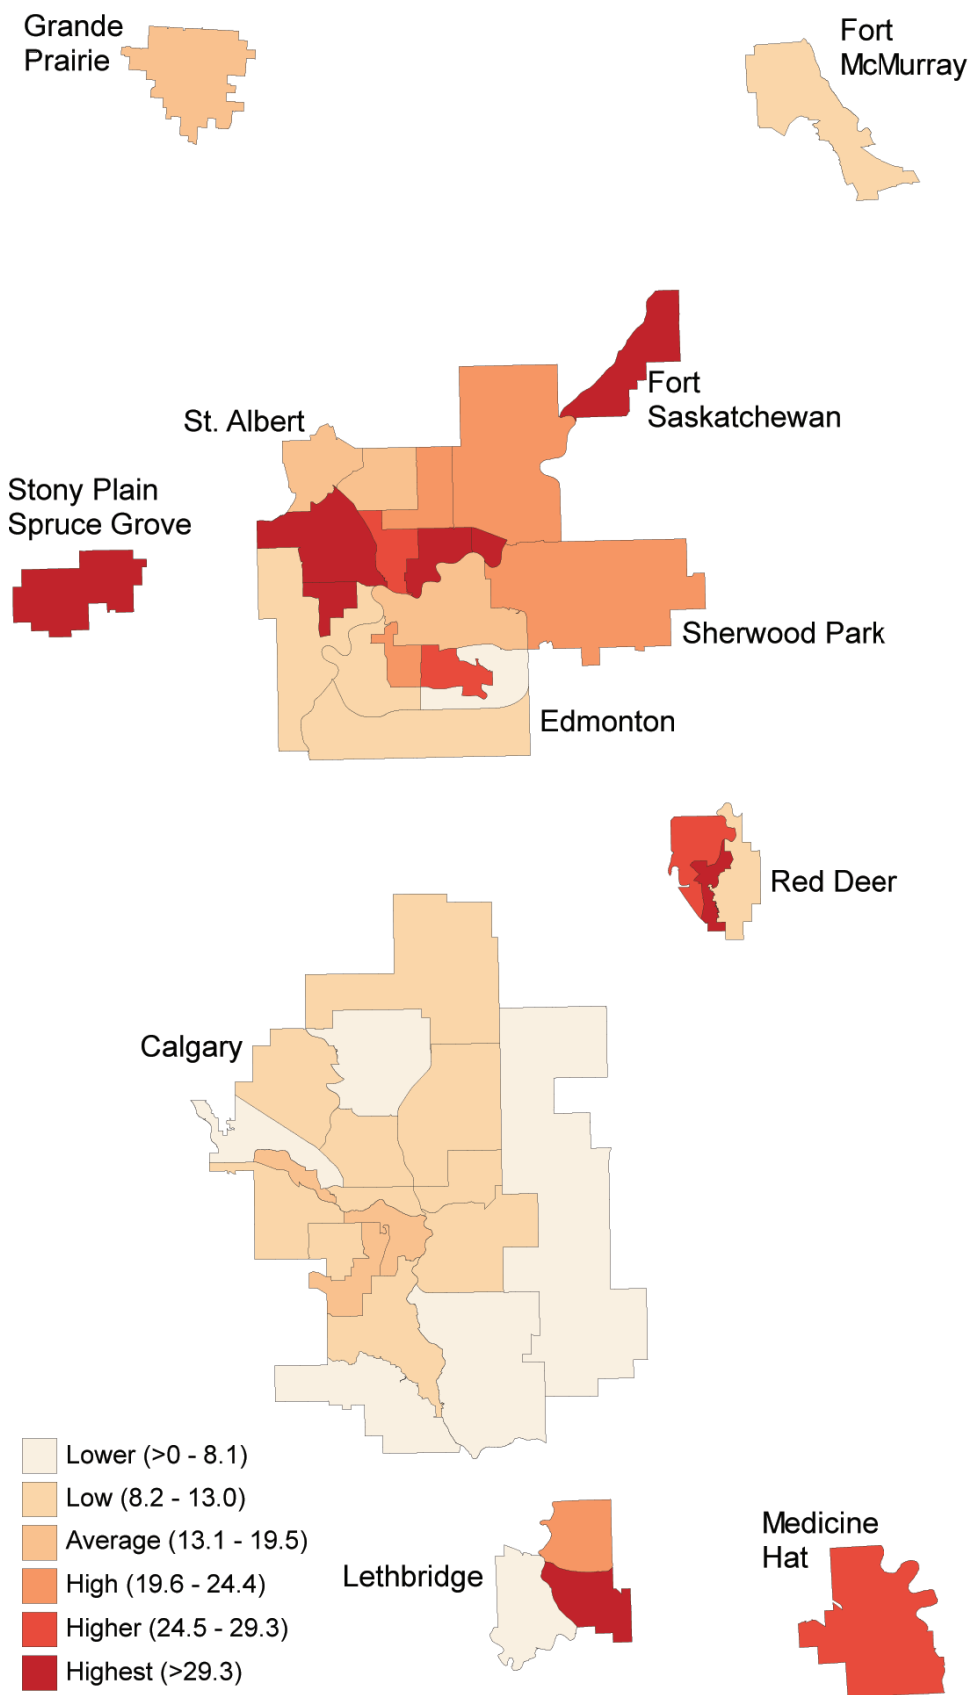 Grande
Prairie
Fort
McMurray
Fort
Saskatchewan
St. Albert
Stony Plain
Spruce Grove
Sherwood Park
Edmonton
Red Deer
Calgary
Lower (>0 - 8.1)
Low (8.2 - 13.0)
Average (13.1 - 19.5)
High (19.6 - 24.4)
Higher (24.5 - 29.3)
Highest (>29.3)
Lethbridge
Medicine
Hat